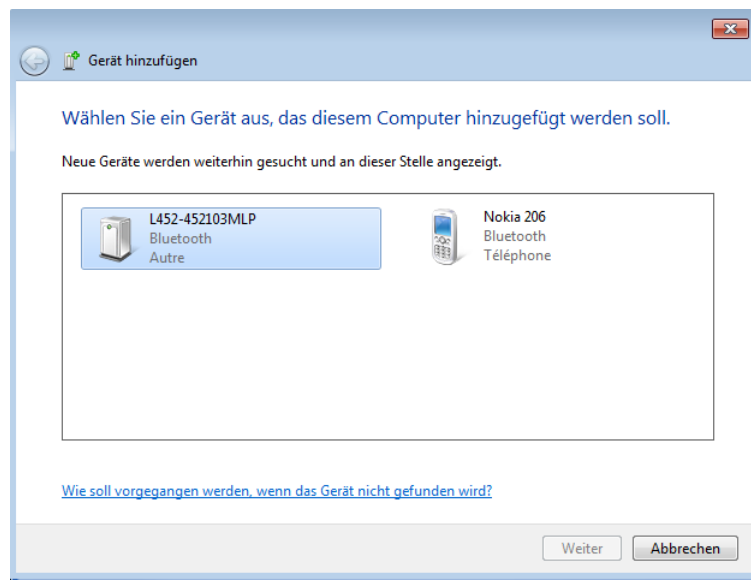 Gerät hinzufügen
Wählen Sie ein Gerät aus, das diesem Computer hinzugefügt werden soll.
Neue Geräte werden weiterhin gesucht und an dieser Stelle angezeigt.
L452-452103MLP
Bluetooth
Autre
Nokia 206
Bluetooth
Téléphone
Wie soll vorgegangen werden, wenn das Gerät nicht gefunden wird?
Weiter
Abbrechen